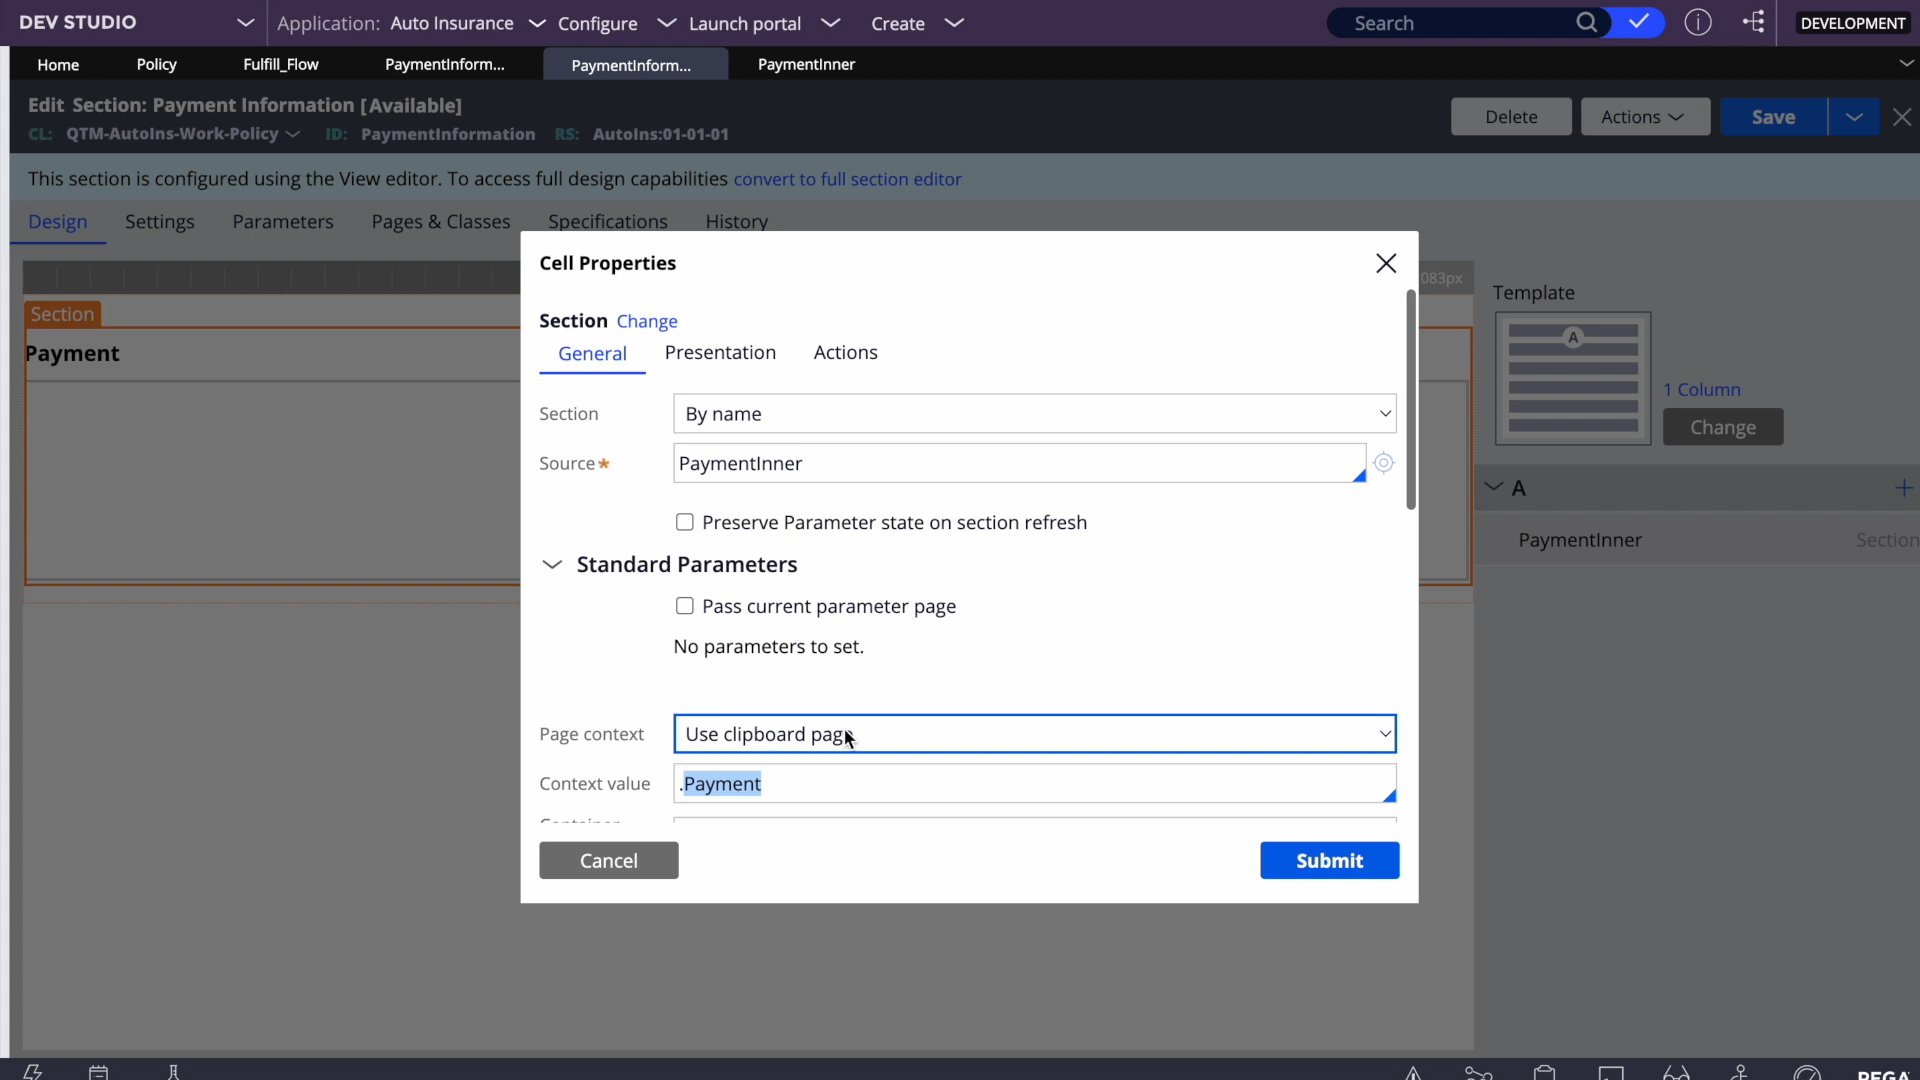 DEV STUDIO
Application: Auto Insurance
Configure
Launch portal
Create
Search
DEVELOPMENT
Home
Policy
Fulfill_Flow
PaymentInform...
PaymentInform...
PaymentInner
Edit Section: Payment Information [Available]
CL: QTM-AutoIns-Work-Policy ID: PaymentInformation RS: AutoIns:01-01-01
Delete
Actions
Save
This section is configured using the View editor. To access full design capabilities convert to full section editor
Design
Settings
Parameters
Pages & Classes
Specifications
History
083px
Section
Payment
Template
A
1 Column
Change
A
PaymentInner
Section
Cell Properties
Section Change
General
Presentation
Actions
Section
By name
Source*
PaymentInner
Preserve Parameter state on section refresh
Standard Parameters
Pass current parameter page
No parameters to set.
Page context
Use clipboard page
Context value
.Payment
Container
Cancel
Submit
PEGA